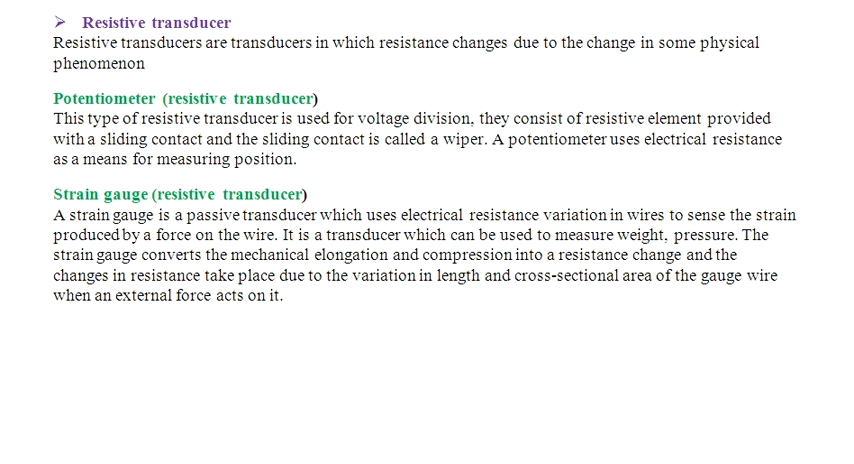 ➢ Resistive transducer
Resistive transducers are transducers in which resistance changes due to the change in some physical
phenomenon
Potentiometer (resistive transducer)
This type of resistive transducer is used for voltage division, they consist of resistive element provided
with a sliding contact and the sliding contact is called a wiper. A potentiometer uses electrical resistance
as a means for measuring position.
Strain gauge (resistive transducer)
A strain gauge is a passive transducer which uses electrical resistance variation in wires to sense the strain
produced by a force on the wire. It is a transducer which can be used to measure weight, pressure. The
strain gauge converts the mechanical elongation and compression into a resistance change and the
changes in resistance take place due to the variation in length and cross-sectional area of the gauge wire
when an external force acts on it.